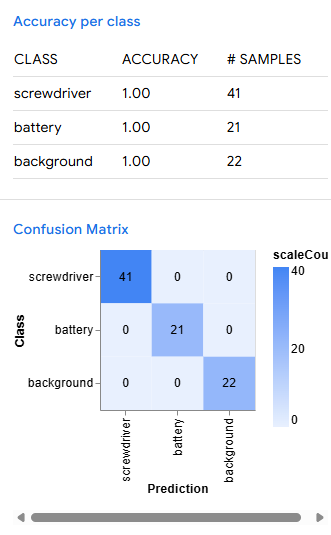 Accuracy per class
CLASS ACCURACY # SAMPLES
screwdriver 1.00 41
battery 1.00 21
background 1.00 22
Confusion Matrix
scaleCou
screwdriver 41 0 0 40
battery 0 21 0 20
background 0 0 22 0
Class
screwdriver battery background
Prediction